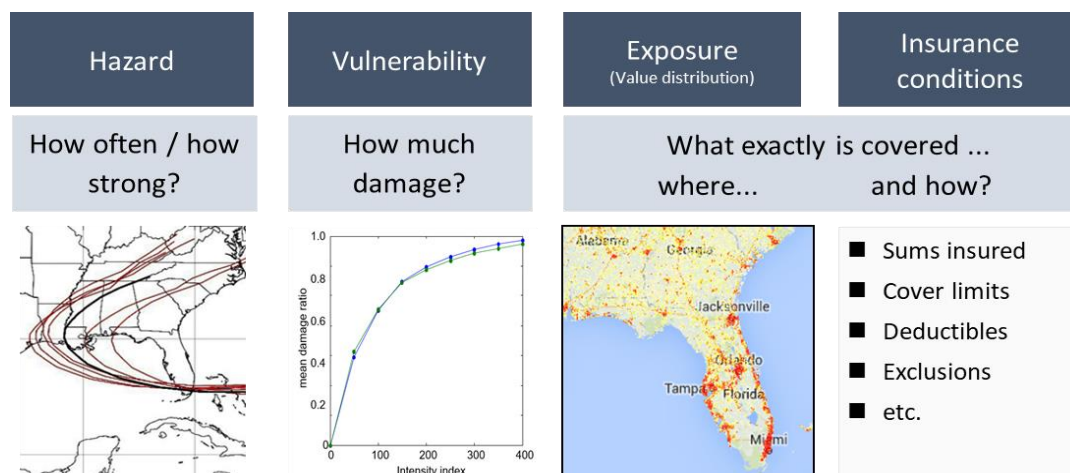 Hazard
Vulnerability
Exposure
(Value distribution)
Insurance
conditions
How often / how
strong?
How much
damage?
What exactly is covered ...
where...
and how?
1.0
0.8
0.6
0.4
0.2
0
mean damage ratio
0
100
200
300
400
Intensity index
Alabama
Georgia
Jacksonville
Orlando
Tampa
Florida
Miami
■ Sums insured
■ Cover limits
■ Deductibles
■ Exclusions
■ etc.